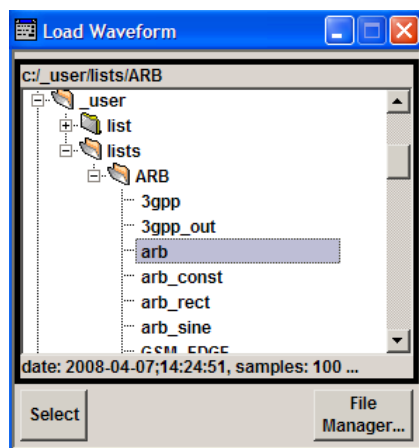 Load Waveform
c:/_user/lists/ARB
_user
list
lists
ARB
3gpp
3gpp_out
arb
arb_const
arb_rect
arb_sine
GSM_EDGE
date: 2008-04-07;14:24:51, samples: 100 ...
Select
File
Manager...